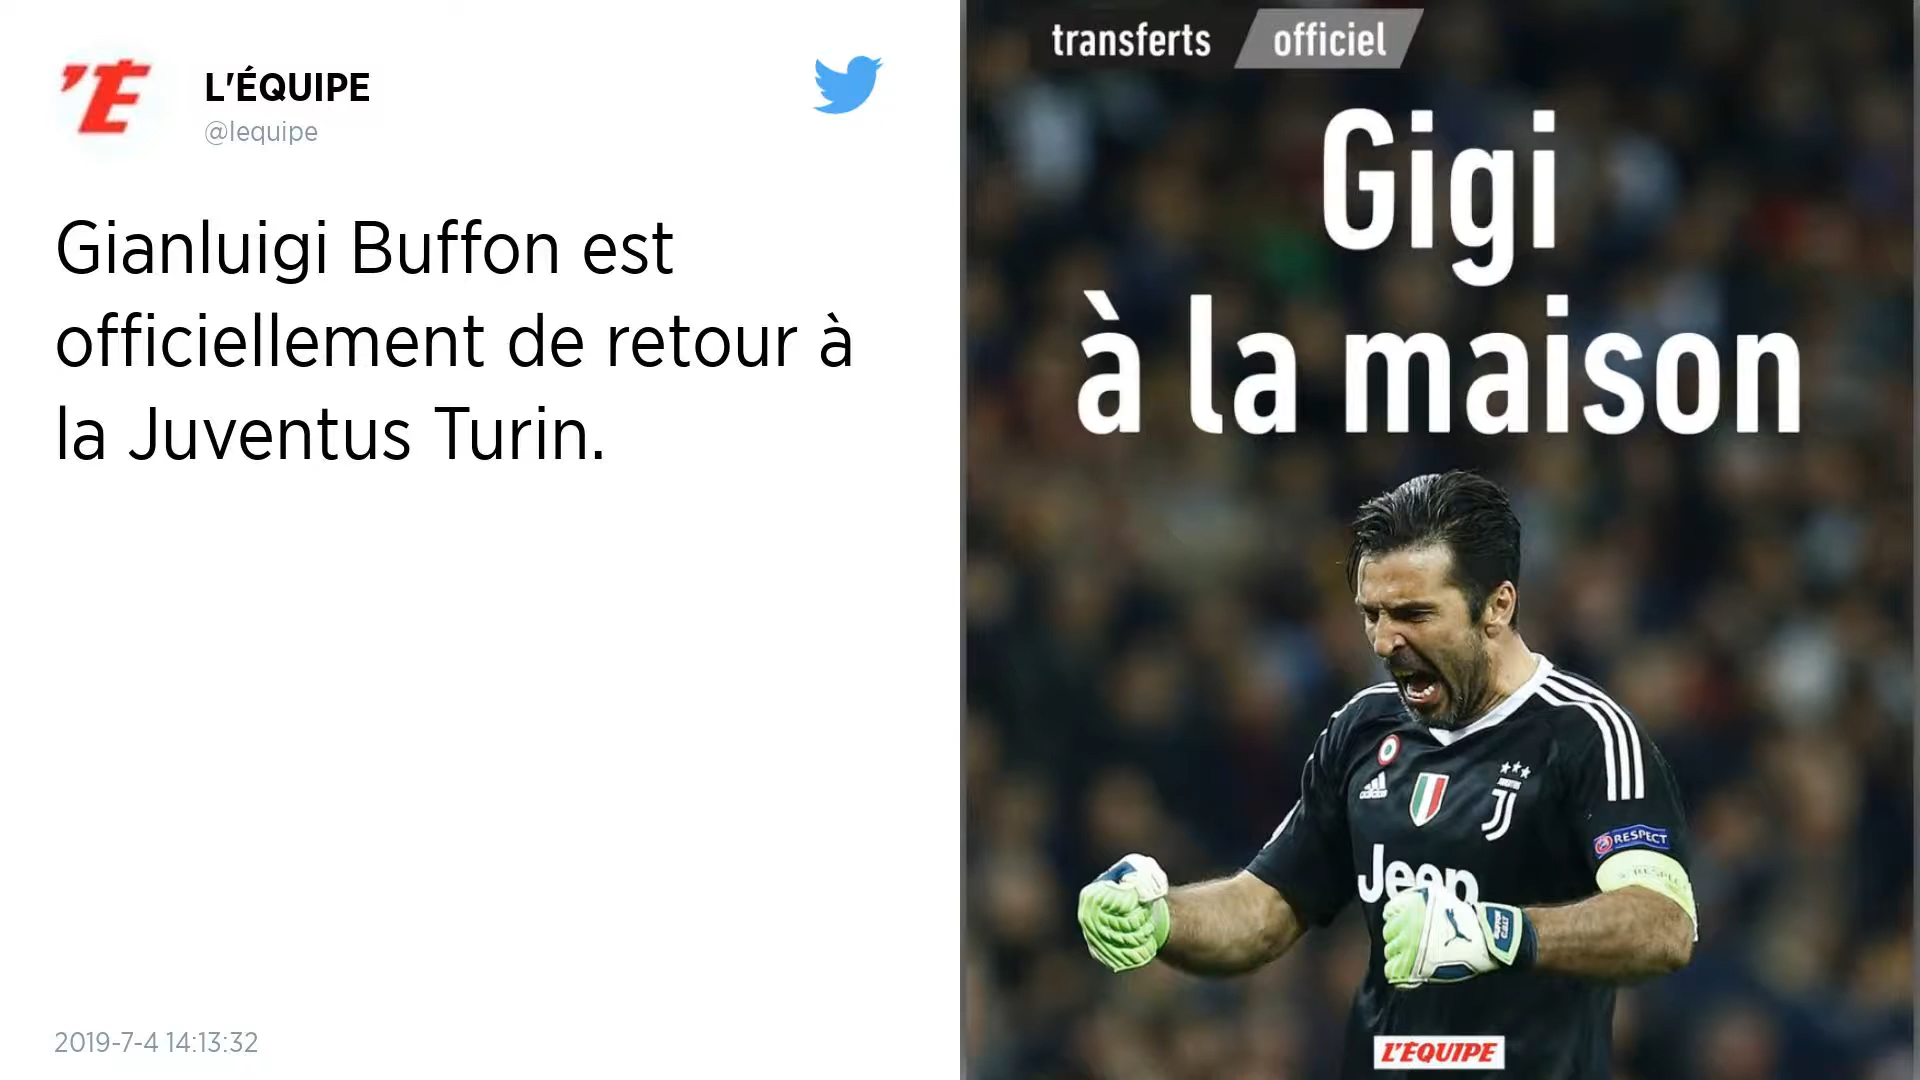 'É
L'ÉQUIPE
@lequipe
Gianluigi Buffon est
officiellement de retour à
la Juventus Turin.
2019-7-4 14:13:32
transferts officiel
Gigi
à la maison
adidas
RESPECT
RESPECT
Jeep
L'ÉQUIPE